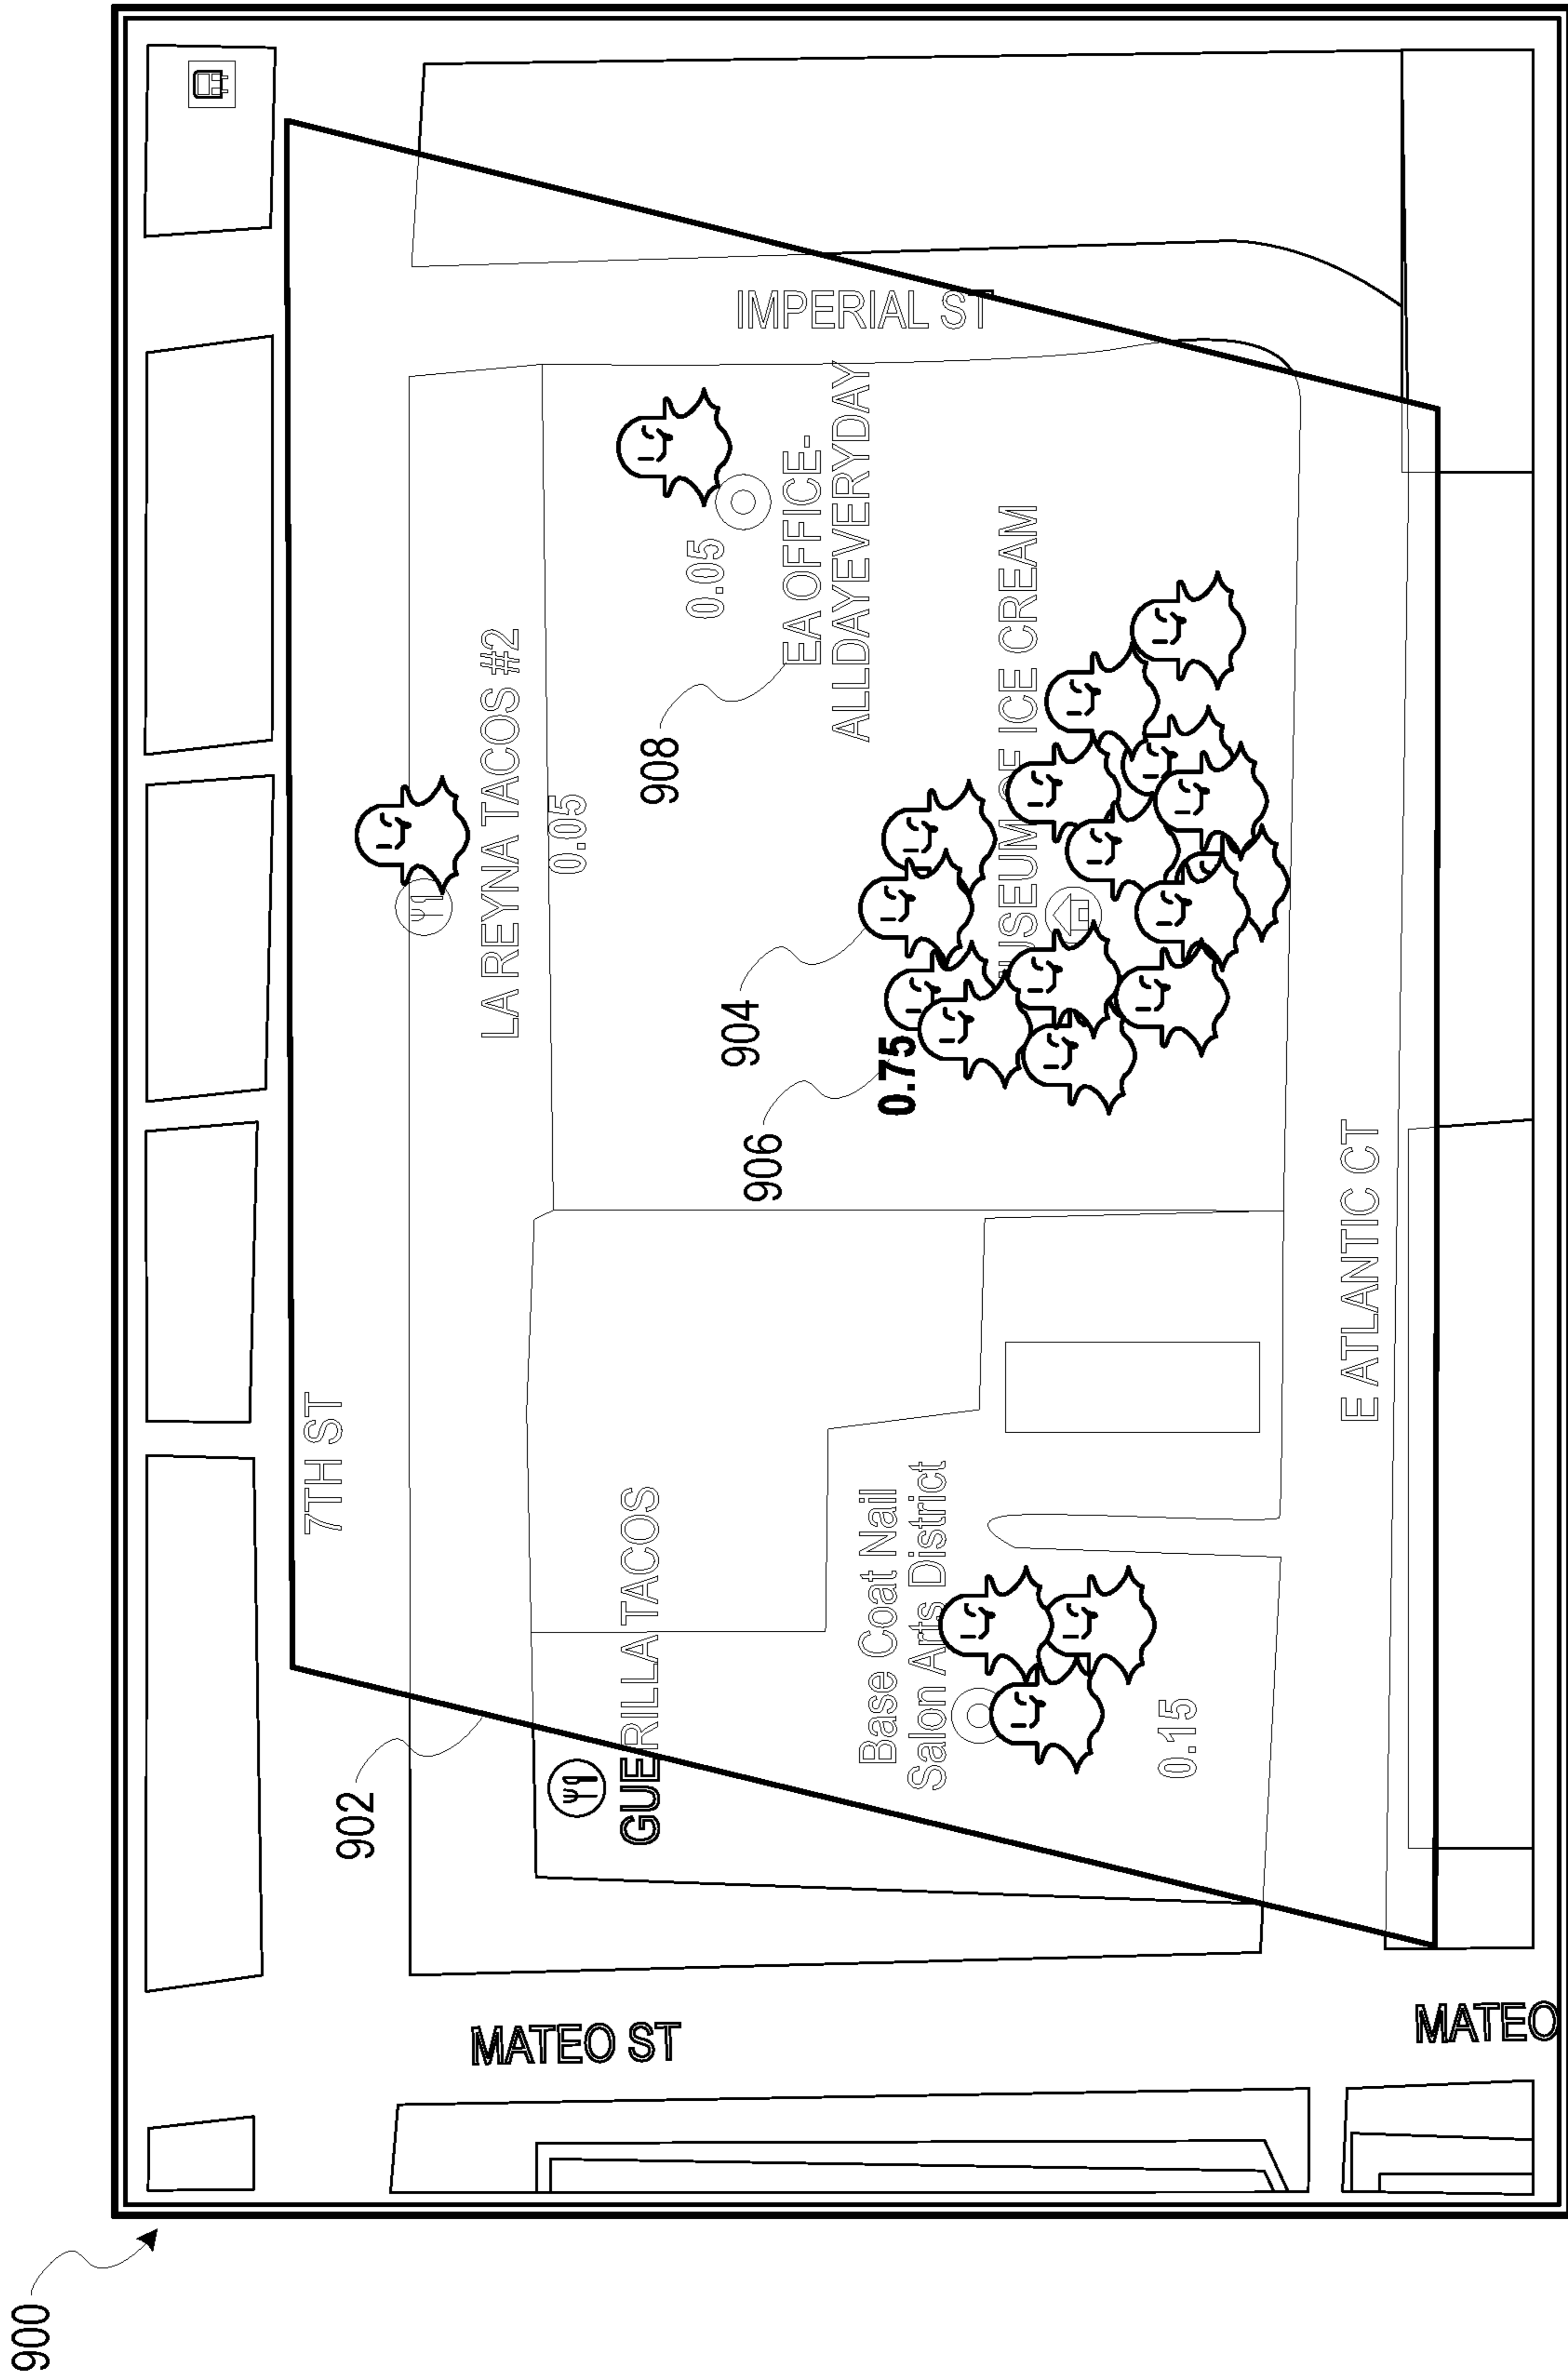 900
7TH ST
902
LA REYNA TACOS #2
0.05
MATEO ST
GUERILLA TACOS
908
0.05
904
906
EA OFFICE-
ALLDAYEVERYDAY
IMPERIAL ST
0.75
Base Coat Nail
Salon Arts District
MUSEUM OF ICE CREAM
0.15
E ATLANTIC CT
MATEO